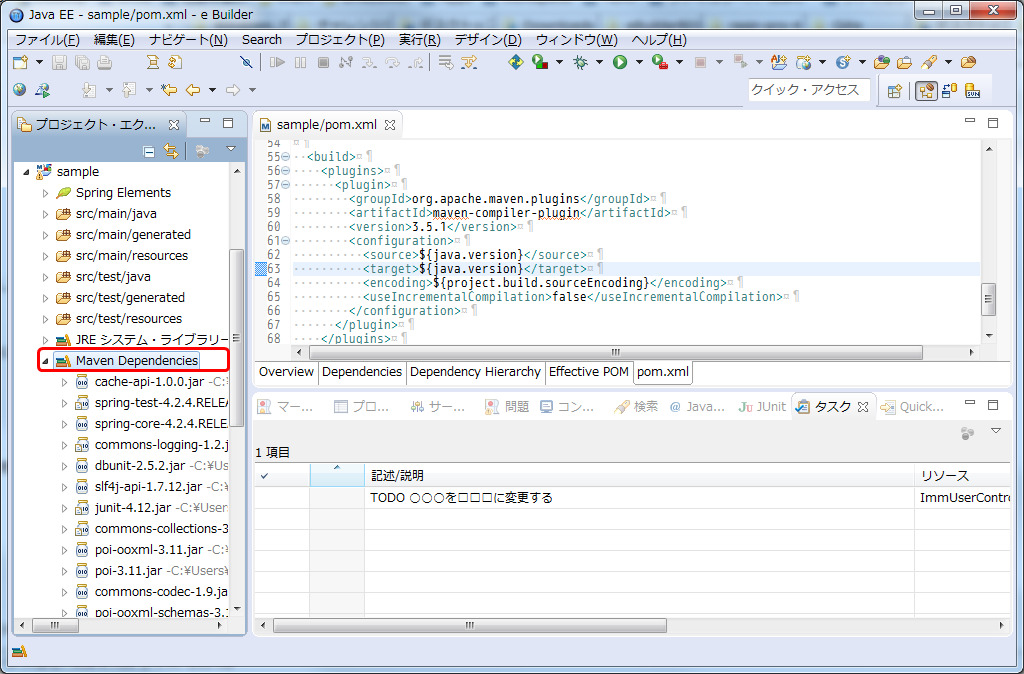 Java EE - sample/pom.xml - e Builder
ファイル(F) 編集(E) ナビゲート(N) Search プロジェクト(P) 実行(R) デザイン(D) ウィンドウ(W) ヘルプ(H)
クイック・アクセス
プロジェクト・エク...
sample
Spring Elements
src/main/java
src/main/generated
src/main/resources
src/test/java
src/test/generated
src/test/resources
JRE システム・ライブラリー
Maven Dependencies
cache-api-1.0.0.jar - C:
spring-test-4.2.4.RELEA
spring-core-4.2.4.RELE
commons-logging-1.2.j
dbunit-2.5.2.jar - C:¥Us
slf4j-api-1.7.12.jar - C:¥
junit-4.12.jar - C:¥User
commons-collections-3
poi-ooxml-3.11.jar - C:¥
poi-3.11.jar - C:¥Users¥
commons-codec-1.9.ja
poi-ooxml-schemas-3.1
sample/pom.xml
54
55 <build>
56 <plugins>
57 <plugin>
58 <groupId>org.apache.maven.plugins</groupId>
59 <artifactId>maven-compiler-plugin</artifactId>
60 <version>3.5.1</version>
61 <configuration>
62 <source>${java.version}</source>
63 <target>${java.version}</target>
64 <encoding>${project.build.sourceEncoding}</encoding>
65 <useIncrementalCompilation>false</useIncrementalCompilation>
66 </configuration>
67 </plugin>
68 </plugins>
Overview Dependencies Dependency Hierarchy Effective POM pom.xml
マー... プロ... サー... 問題 コン... 検索 @ Java... Ju JUnit タスク Quick...
1 項目
記述/説明 リソース
TODO ○○○を□□□に変更する ImmUserContro